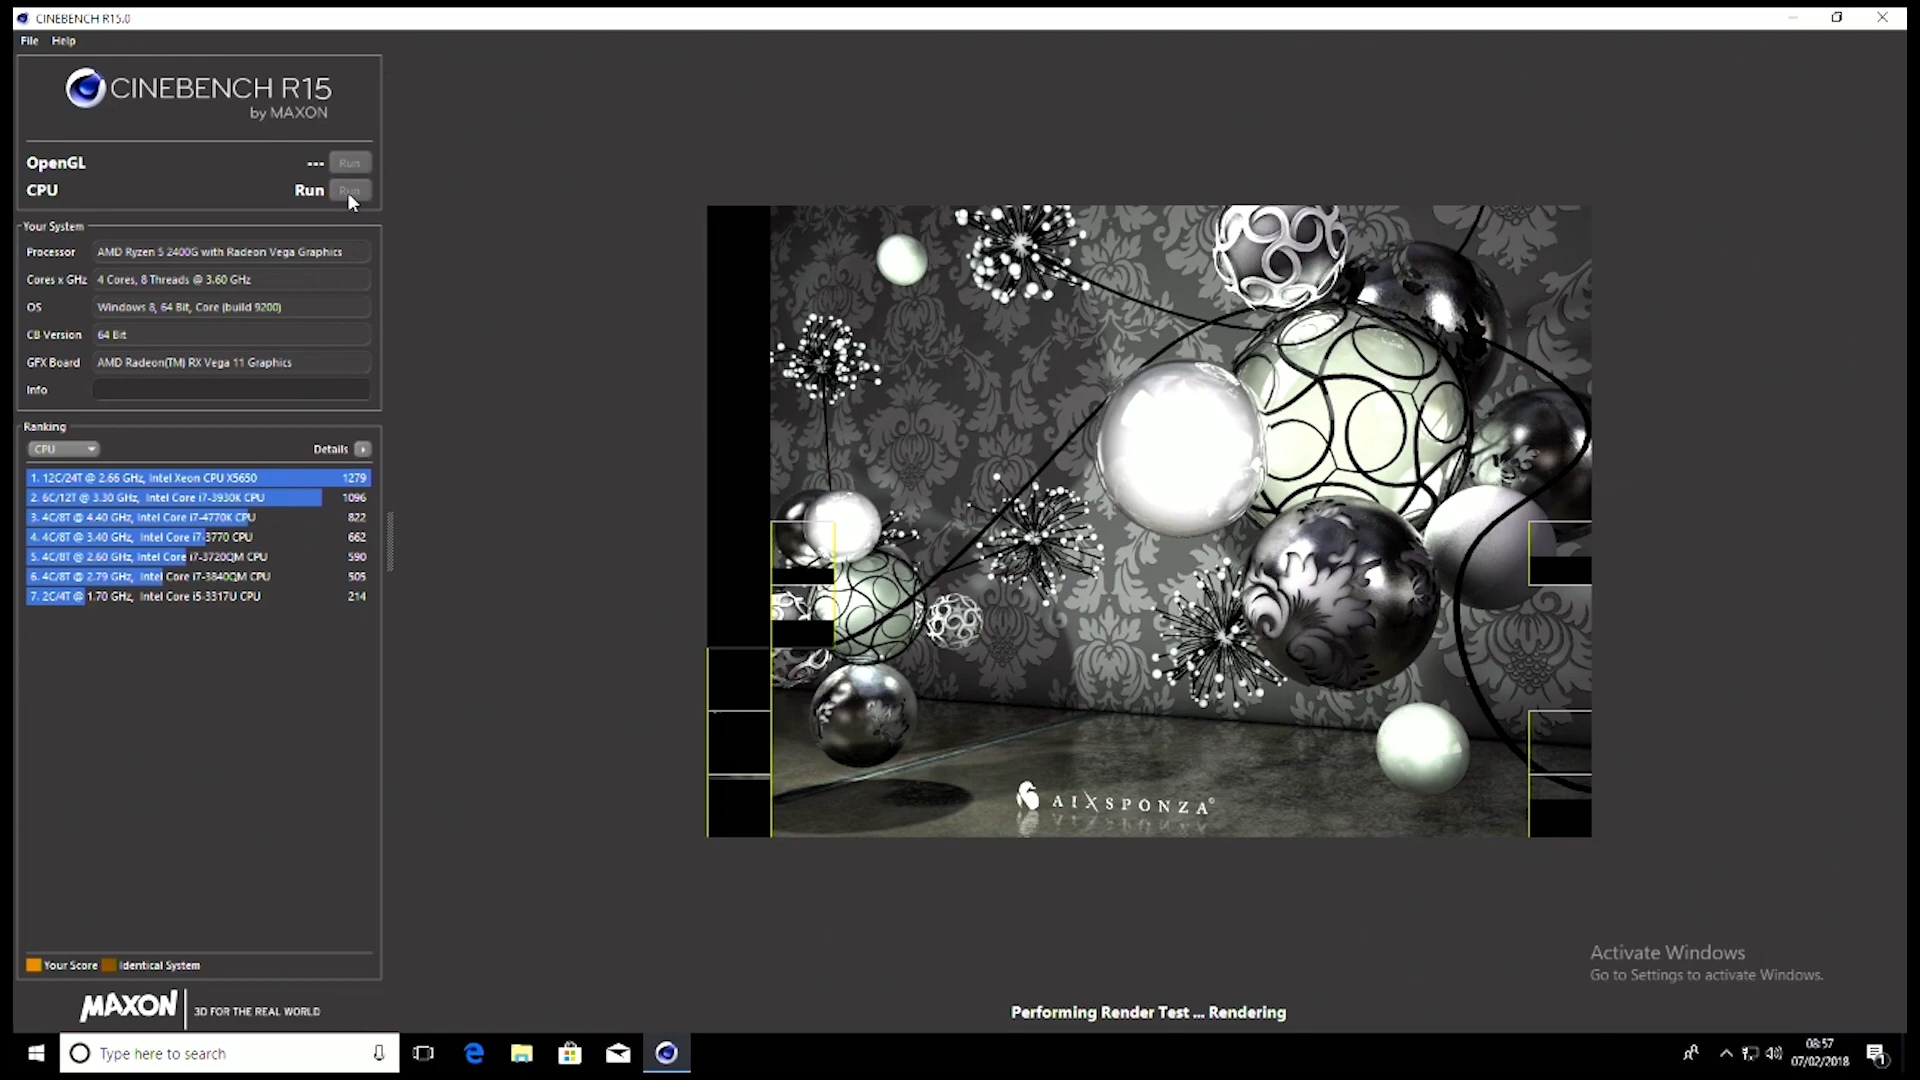 CINEBENCH R15.0
File Help
CINEBENCH R15
by MAXON
OpenGL --- Run
CPU Run Run
Your System
Processor AMD Ryzen 5 2400G with Radeon Vega Graphics
Cores x GHz 4 Cores, 8 Threads @ 3.60 GHz
OS Windows 8, 64 Bit, Core (build 9200)
CB Version 64 Bit
GFX Board AMD Radeon(TM) RX Vega 11 Graphics
Info
Ranking
CPU Details
1. 12C/24T @ 2.66 GHz, Intel Xeon CPU X5650 1279
2. 6C/12T @ 3.30 GHz, Intel Core i7-3930K CPU 1096
3. 4C/8T @ 4.40 GHz, Intel Core i7-4770K CPU 822
4. 4C/8T @ 3.40 GHz, Intel Core i7-3770 CPU 662
5. 4C/8T @ 2.60 GHz, Intel Core i7-3720QM CPU 590
6. 4C/8T @ 2.79 GHz, Intel Core i7-3840QM CPU 505
7. 2C/4T @ 1.70 GHz, Intel Core i5-3317U CPU 214
AIXSPONZA®
Your Score Identical System
MAXON 3D FOR THE REAL WORLD
Performing Render Test ... Rendering
Activate Windows
Go to Settings to activate Windows.
Type here to search
08:57
07/02/2018
1